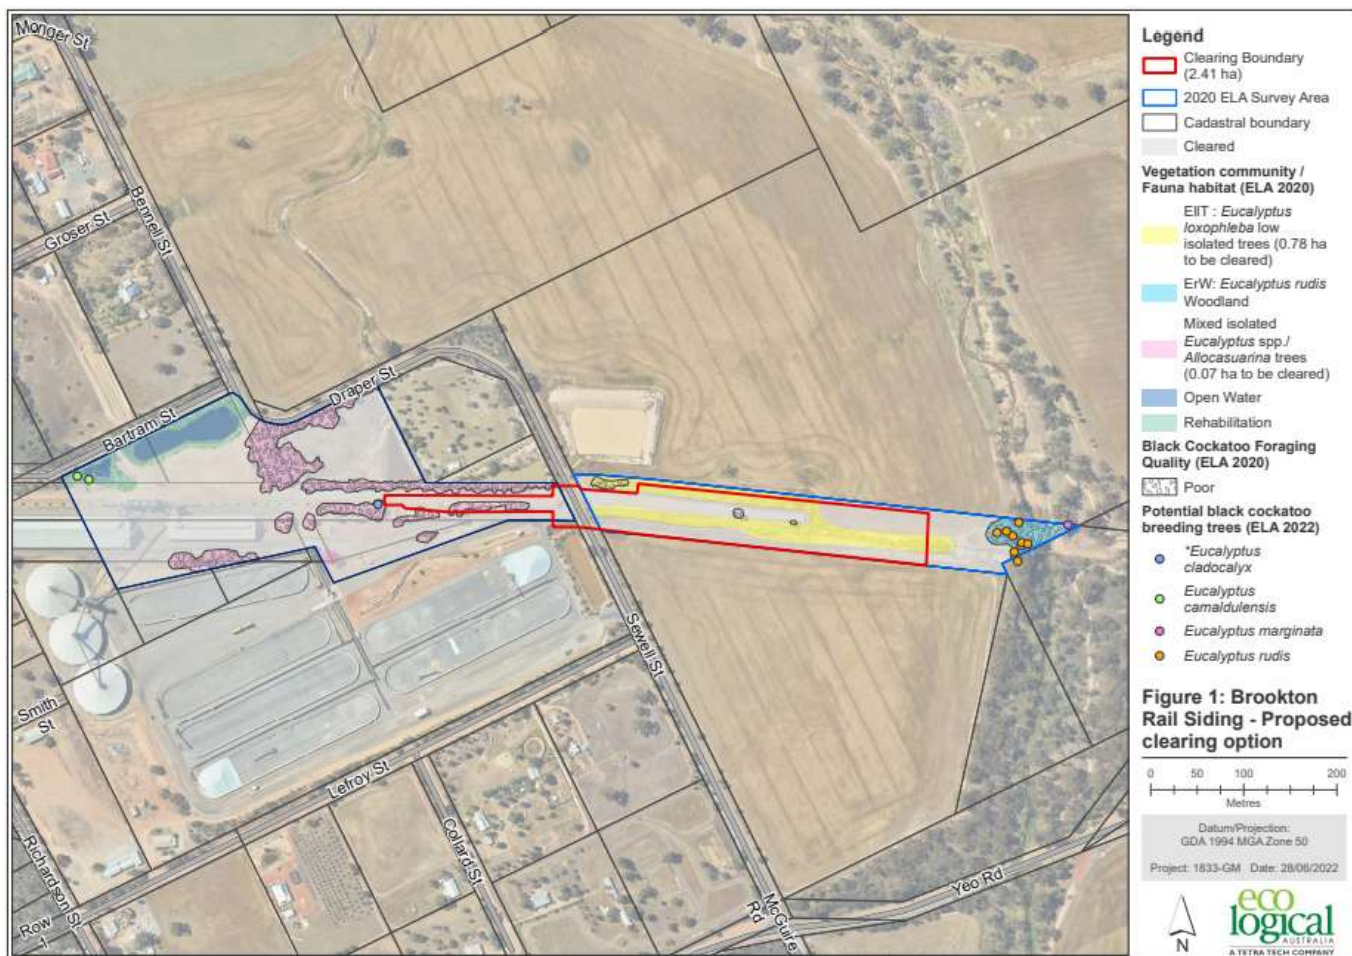 Monger St
Groser St
Bennell St
Bartram St
Draper St
Sewell St
Smith St
Lefroy St
Collard St
Richardson St
Row 1
McGuire Rd
Yeo Rd
Legend
Clearing Boundary
(2.41 ha)
2020 ELA Survey Area
Cadastral boundary
Cleared
Vegetation community /
Fauna habitat (ELA 2020)
EllT : Eucalyptus
loxophleba low
isolated trees (0.78 ha
to be cleared)
ErW: Eucalyptus rudis
Woodland
Mixed isolated
Eucalyptus spp./
Allocasuarina trees
(0.07 ha to be cleared)
Open Water
Rehabilitation
Black Cockatoo Foraging
Quality (ELA 2020)
Poor
Potential black cockatoo
breeding trees (ELA 2022)
*Eucalyptus
cladocalyx
Eucalyptus
camaldulensis
Eucalyptus marginata
Eucalyptus rudis
Figure 1: Brookton
Rail Siding - Proposed
clearing option
0 50 100 200
Metres
Datum/Projection:
GDA 1994 MGA Zone 50
Project: 1833-GM Date: 28/06/2022
N
eco
logical
AUSTRALIA
A TETRA TECH COMPANY